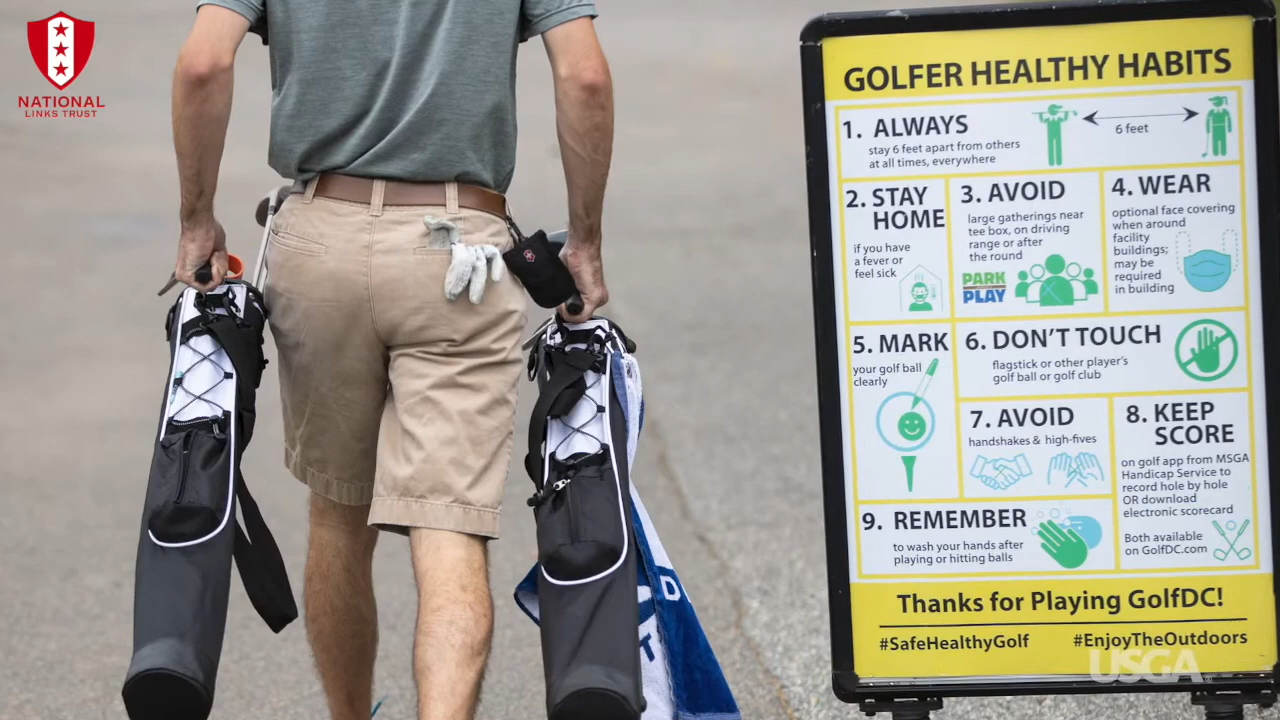 NATIONAL
LINKS TRUST
GOLFER HEALTHY HABITS
1. ALWAYS
stay 6 feet apart from others
at all times, everywhere
6 feet
2. STAY
HOME
if you have
a fever or
feel sick
3. AVOID
large gatherings near
tee box, on driving
range or after
the round
PARK
PLAY
4. WEAR
optional face covering
when around
facility
buildings;
may be
required
in building
5. MARK
your golf ball
clearly
6. DON'T TOUCH
flagstick or other player's
golf ball or golf club
7. AVOID
handshakes & high-fives
8. KEEP
SCORE
on golf app from MSGA
Handicap Service to
record hole by hole
OR download
electronic scorecard
Both available
on GolfDC.com
9. REMEMBER
to wash your hands after
playing or hitting balls
Thanks for Playing GolfDC!
#SafeHealthyGolf #EnjoyTheOutdoors
USGA